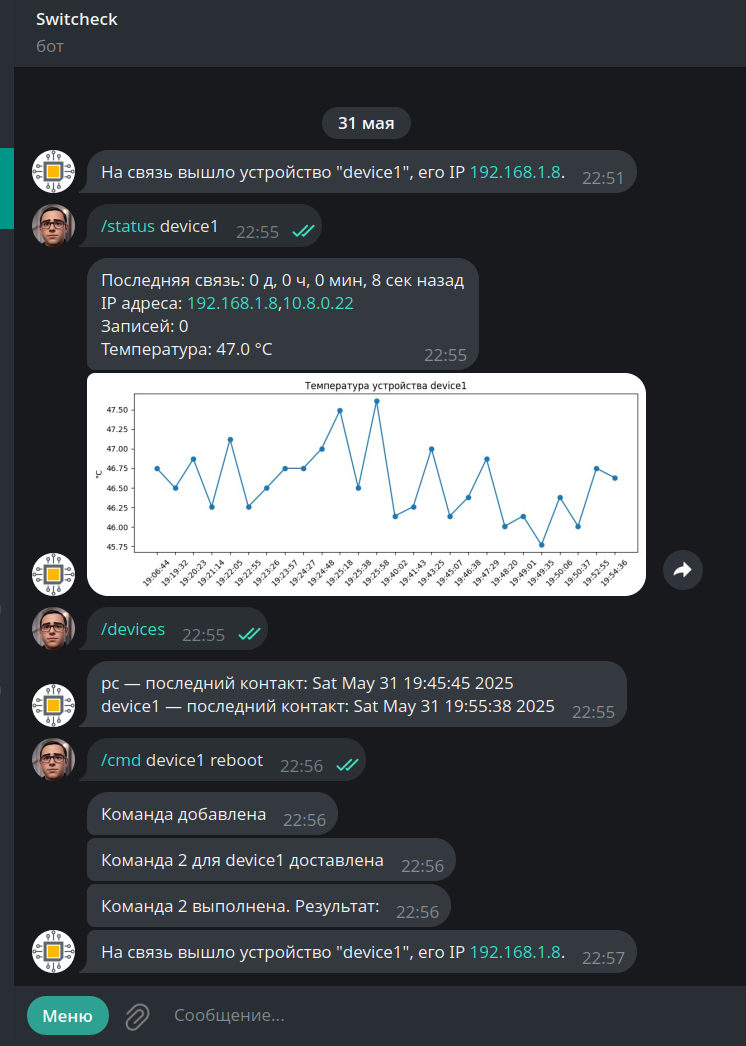 Switcheck
бот
31 мая
На связь вышло устройство "device1", его IP 192.168.1.8.
22:51
/status device1
22:55
Последняя связь: 0 д, 0 ч, 0 мин, 8 сек назад
IP адреса: 192.168.1.8,10.8.0.22
Записей: 0
Температура: 47.0 °C
22:55
Температура устройства device1
°C
47.50
47.25
47.00
46.75
46.50
46.25
46.00
45.75
19:06:44
19:19:32
19:20:23
19:21:14
19:22:05
19:22:55
19:23:26
19:23:57
19:24:27
19:24:48
19:25:18
19:25:38
19:25:58
19:40:02
19:41:43
19:43:25
19:45:07
19:46:38
19:47:29
19:48:20
19:49:01
19:49:35
19:50:06
19:50:37
19:52:55
19:54:36
/devices
22:55
pc — последний контакт: Sat May 31 19:45:45 2025
device1 — последний контакт: Sat May 31 19:55:38 2025
22:55
/cmd device1 reboot
22:56
Команда добавлена
22:56
Команда 2 для device1 доставлена
22:56
Команда 2 выполнена. Результат:
22:56
На связь вышло устройство "device1", его IP 192.168.1.8.
22:57
Меню
Сообщение...